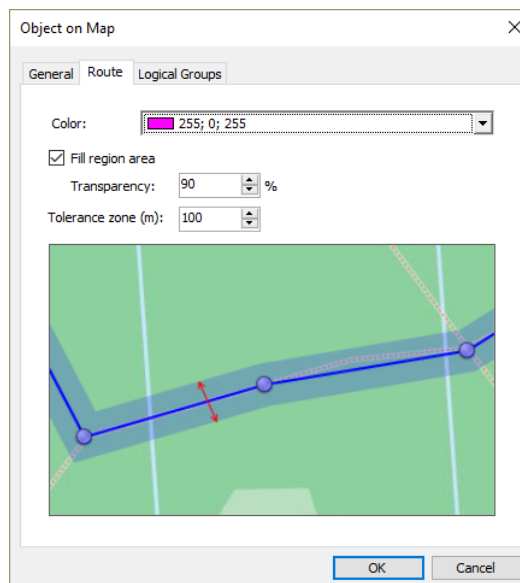 Object on Map
General Route Logical Groups
Color: 255; 0; 255
Fill region area
Transparency: 90 %
Tolerance zone (m): 100
OK Cancel